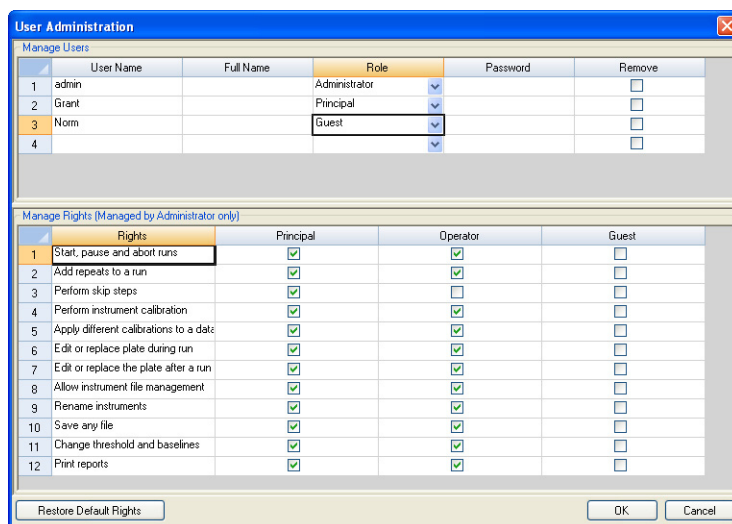 User Administration
Manage Users
User Name Full Name Role Password Remove
1 admin Administrator
2 Grant Principal
3 Norm Guest
4
Manage Rights (Managed by Administrator only)
Rights Principal Operator Guest
1 Start, pause and abort runs
2 Add repeats to a run
3 Perform skip steps
4 Perform instrument calibration
5 Apply different calibrations to a data
6 Edit or replace plate during run
7 Edit or replace the plate after a run
8 Allow instrument file management
9 Rename instruments
10 Save any file
11 Change threshold and baselines
12 Print reports
Restore Default Rights OK Cancel